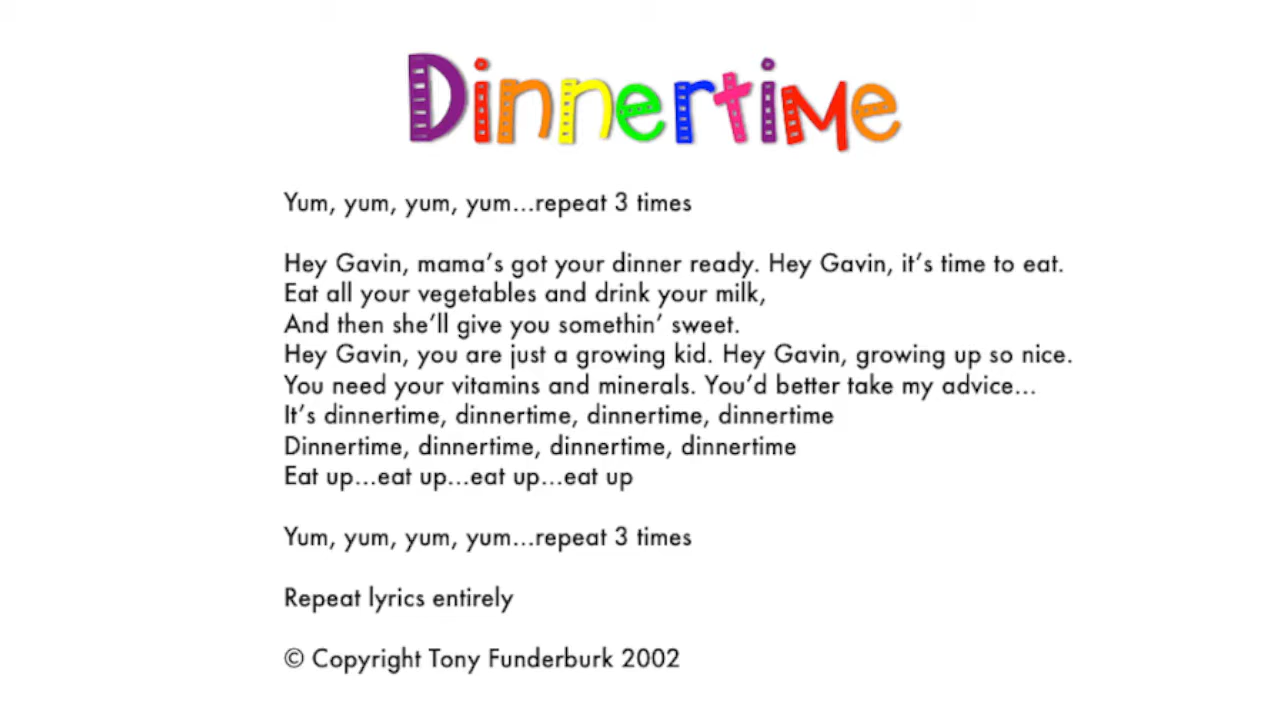 Dinnertime
Yum, yum, yum, yum...repeat 3 times
Hey Gavin, mama's got your dinner ready. Hey Gavin, it's time to eat.
Eat all your vegetables and drink your milk,
And then she'll give you somethin' sweet.
Hey Gavin, you are just a growing kid. Hey Gavin, growing up so nice.
You need your vitamins and minerals. You'd better take my advice...
It's dinnertime, dinnertime, dinnertime, dinnertime
Dinnertime, dinnertime, dinnertime, dinnertime
Eat up...eat up...eat up...eat up
Yum, yum, yum, yum...repeat 3 times
Repeat lyrics entirely
© Copyright Tony Funderburk 2002